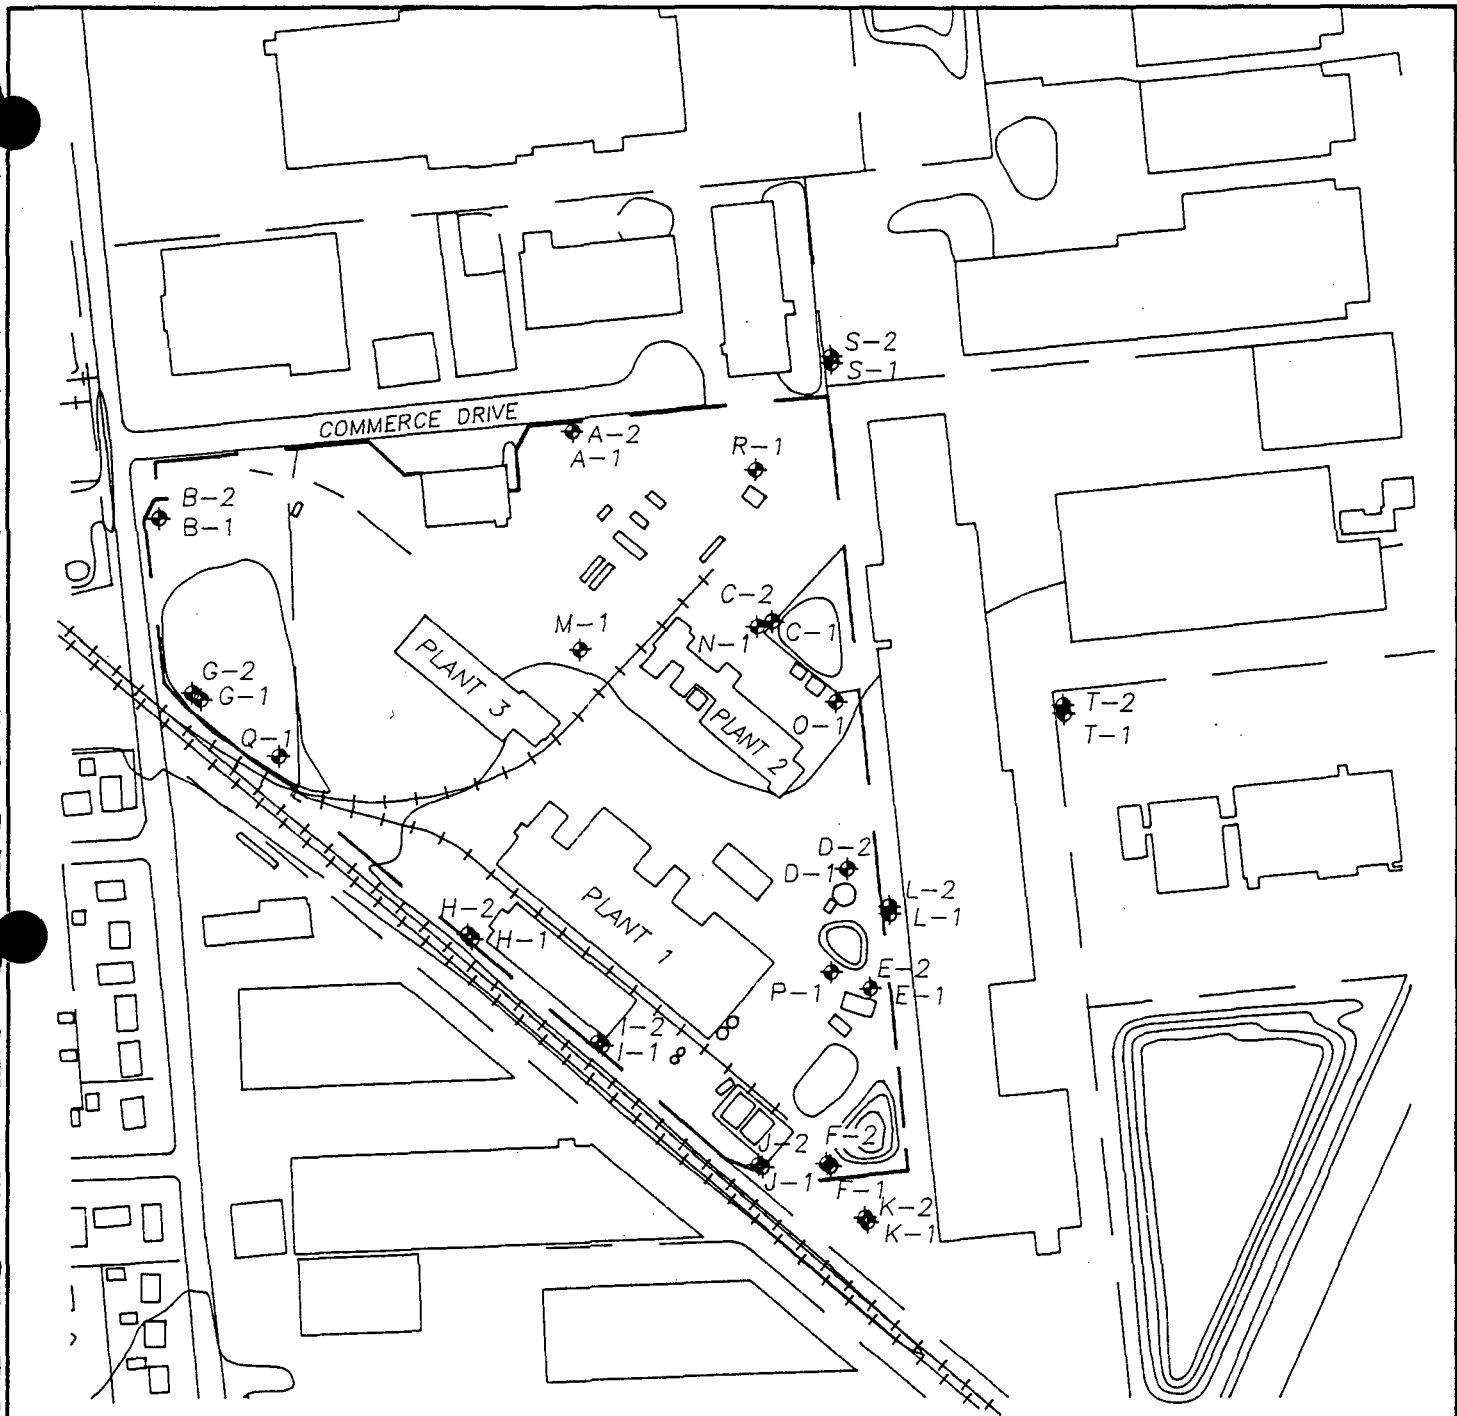 S-2
S-1
COMMERCE DRIVE
A-2
A-1
R-1
B-2
B-1
C-2
C-1
M-1
N-1
PLANT 3
G-2
G-1
O-1
T-2
T-1
PLANT 2
Q-1
D-2
D-1
L-2
L-1
PLANT 1
H-2
H-1
E-2
P-1
E-1
I-2
I-1
J-2
F-2
J-1
F-1
K-2
K-1